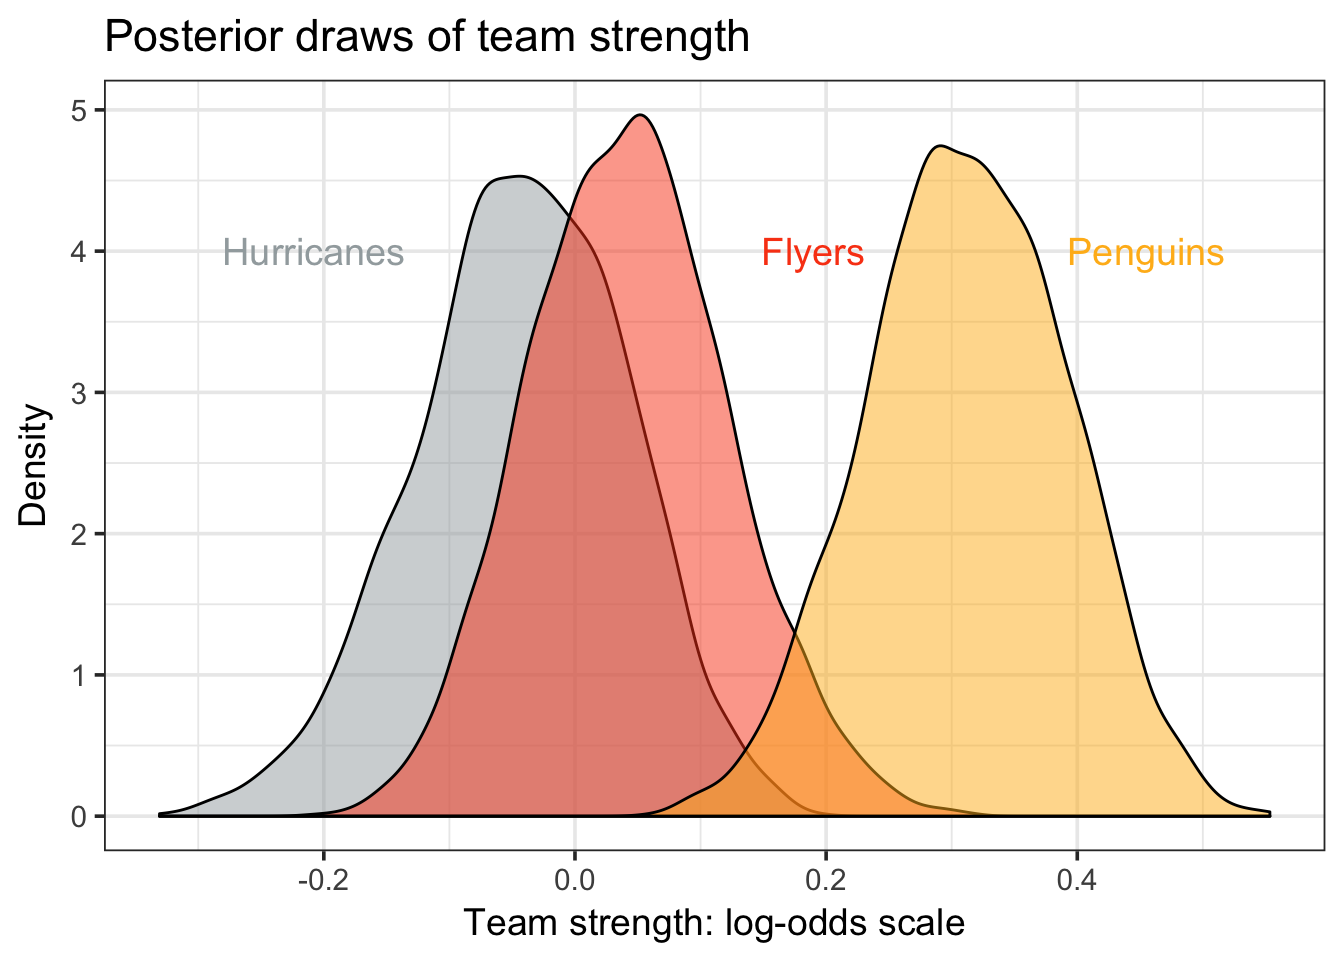 Posterior draws of team strength
5
4
3
2
1
0
Density
Hurricanes
Flyers
Penguins
-0.2
0.0
0.2
0.4
Team strength: log-odds scale